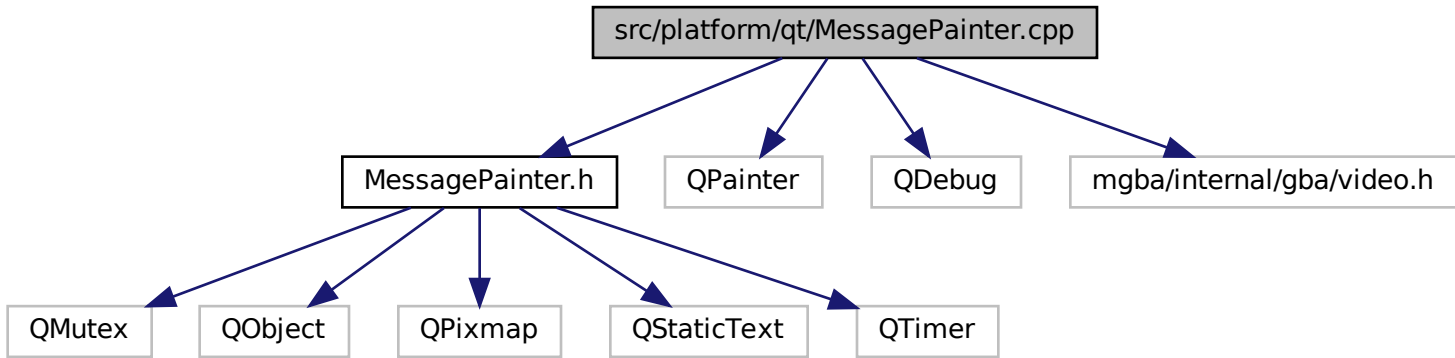 src/platform/qt/MessagePainter.cpp
MessagePainter.h
QPainter
QDebug
mgba/internal/gba/video.h
QMutex
QObject
QPixmap
QStaticText
QTimer